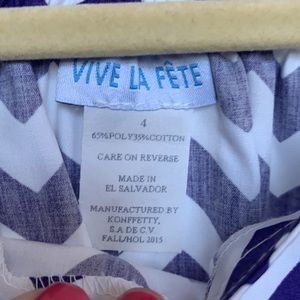 VIVE LA FÊTE
4
65%POLY35%COTTON
CARE ON REVERSE
MADE IN
EL SALVADOR
MANUFACTURED BY
KONFFETTY,
S.A DE C.V.
FALL/HOL 2015